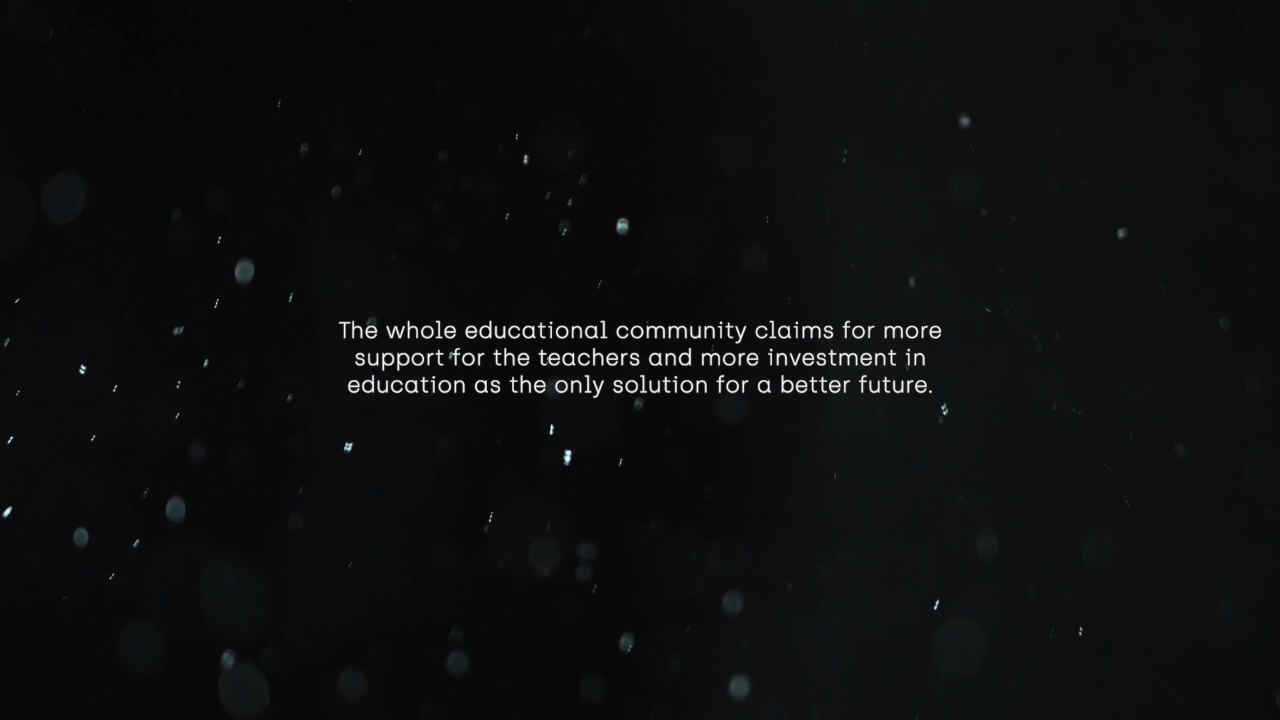 The whole educational community claims for more
support for the teachers and more investment in
education as the only solution for a better future.